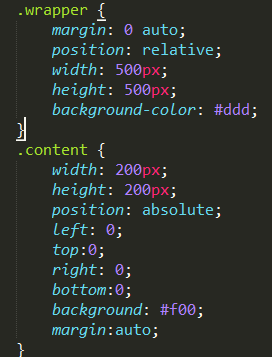 .wrapper {
    margin: 0 auto;
    position: relative;
    width: 500px;
    height: 500px;
    background-color: #ddd;
}
.content {
    width: 200px;
    height: 200px;
    position: absolute;
    left: 0;
    top:0;
    right: 0;
    bottom:0;
    background: #f00;
    margin:auto;
}